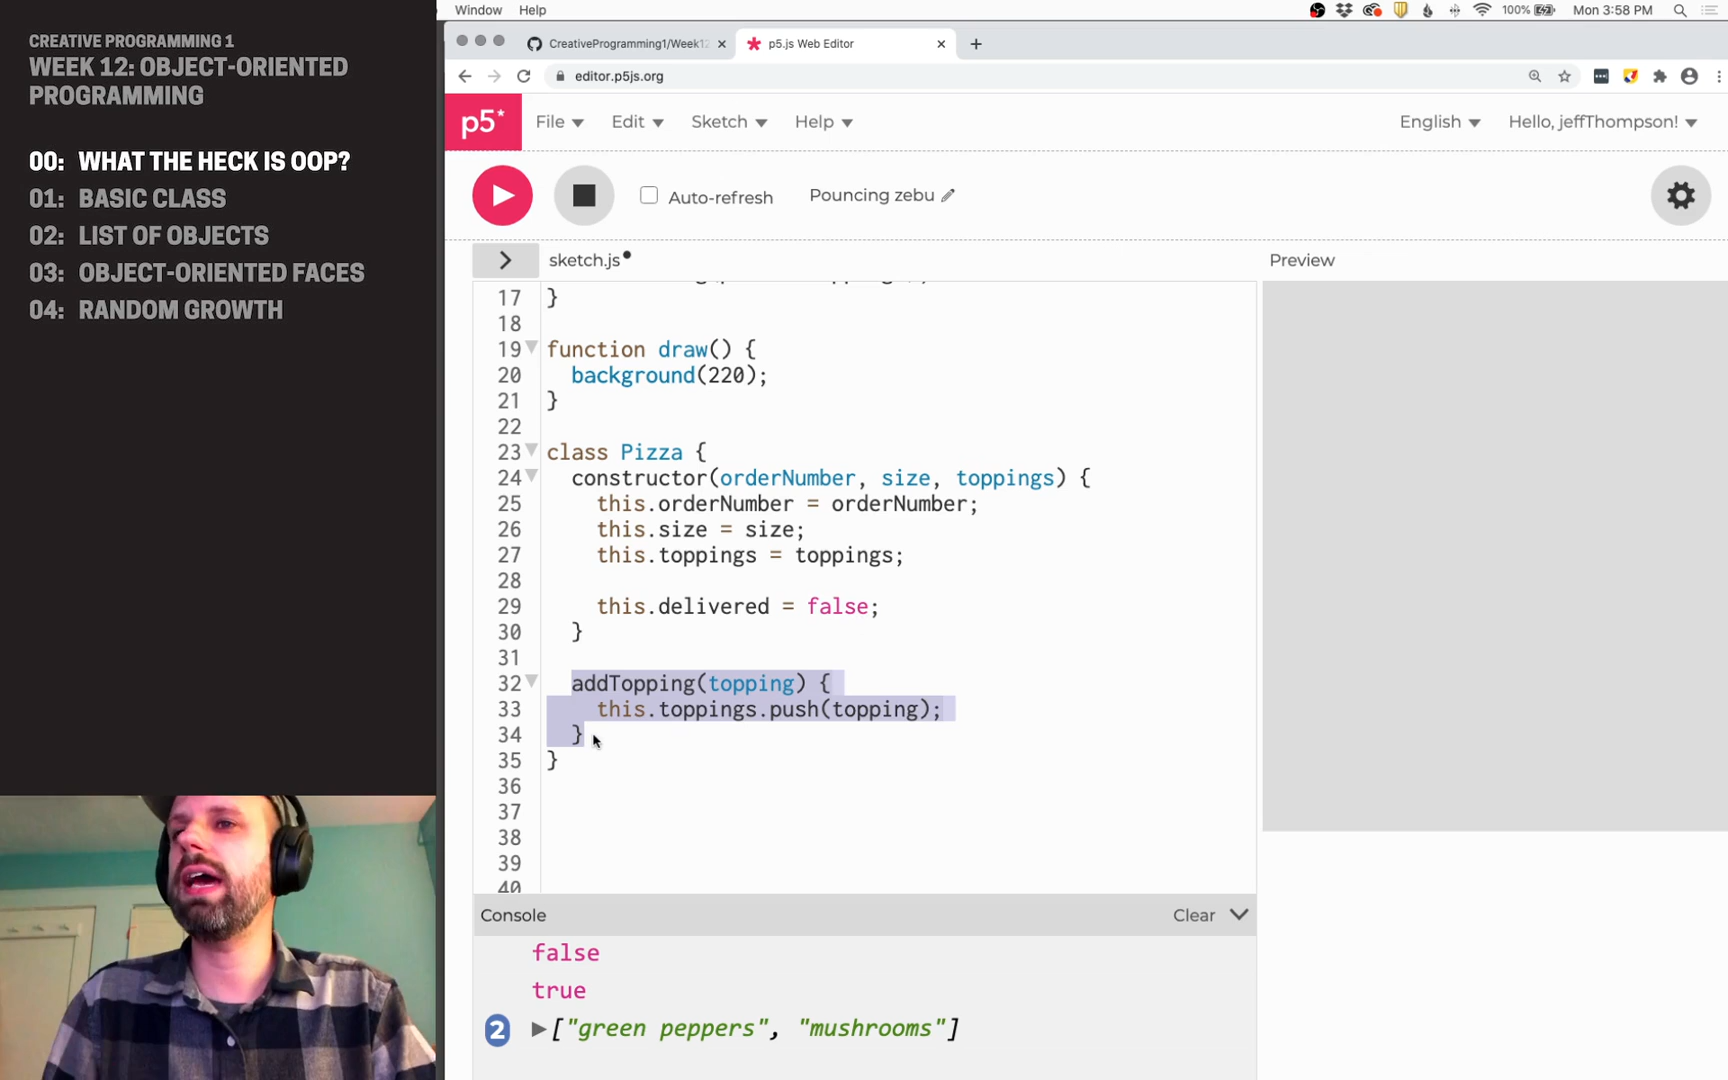 CREATIVE PROGRAMMING 1
WEEK 12: OBJECT-ORIENTED
PROGRAMMING
00: WHAT THE HECK IS OOP?
01: BASIC CLASS
02: LIST OF OBJECTS
03: OBJECT-ORIENTED FACES
04: RANDOM GROWTH
Window Help 100% Mon 3:58 PM
CreativeProgramming1/Week12 p5.js Web Editor
editor.p5js.org
p5* File Edit Sketch Help English Hello, jeffThompson!
Auto-refresh Pouncing zebu
sketch.js Preview
17 }
18
19 function draw() {
20 background(220);
21 }
22
23 class Pizza {
24 constructor(orderNumber, size, toppings) {
25 this.orderNumber = orderNumber;
26 this.size = size;
27 this.toppings = toppings;
28
29 this.delivered = false;
30 }
31
32 addTopping(topping) {
33 this.toppings.push(topping);
34 }
35 }
36
37
38
39
40
Console Clear
false
true
2 ▶["green peppers", "mushrooms"]